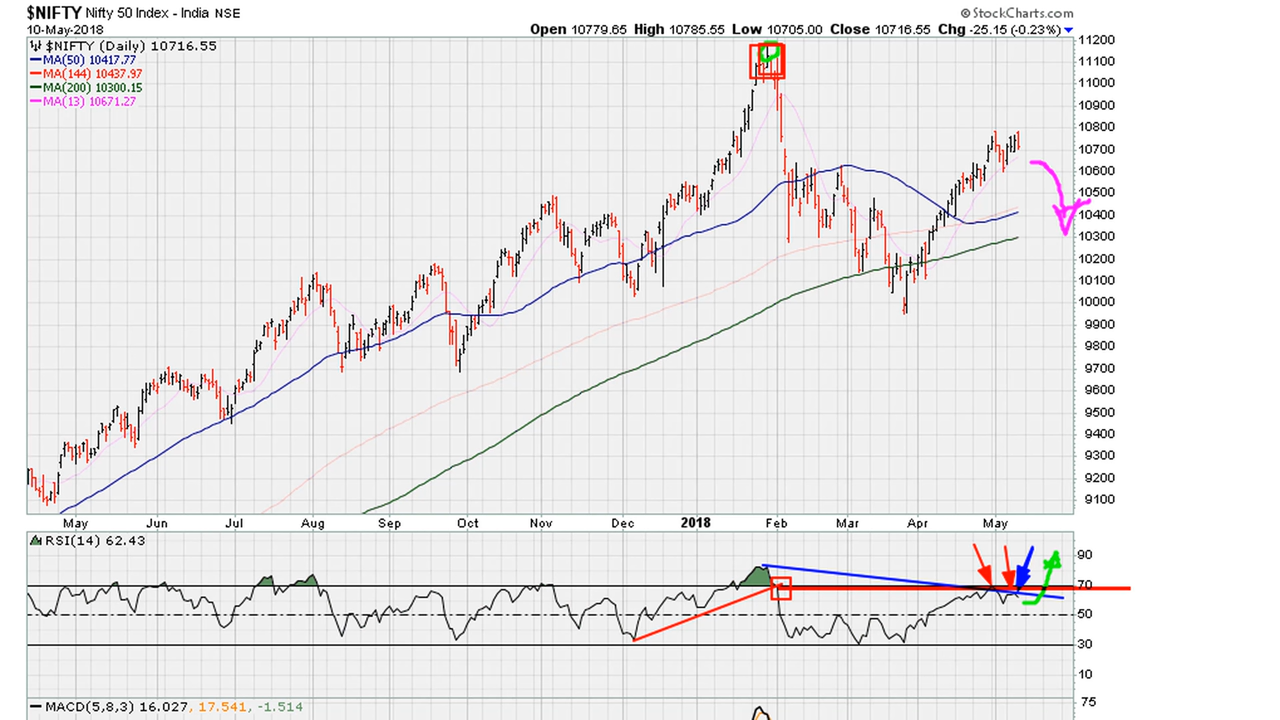 $NIFTY Nifty 50 Index - India NSE
© StockCharts.com
10-May-2018
Open 10779.65 High 10785.55 Low 10705.00 Close 10716.55 Chg -25.15 (-0.23%)
$NIFTY (Daily) 10716.55
MA(50) 10417.77
MA(144) 10437.97
MA(200) 10300.15
MA(13) 10671.27
11200
11100
11000
10900
10800
10700
10600
10500
10400
10300
10200
10100
10000
9900
9800
9700
9600
9500
9400
9300
9200
9100
May Jun Jul Aug Sep Oct Nov Dec 2018 Feb Mar Apr May
RSI(14) 62.43
90
70
50
30
10
MACD(5,8,3) 16.027, 17.541, -1.514
75